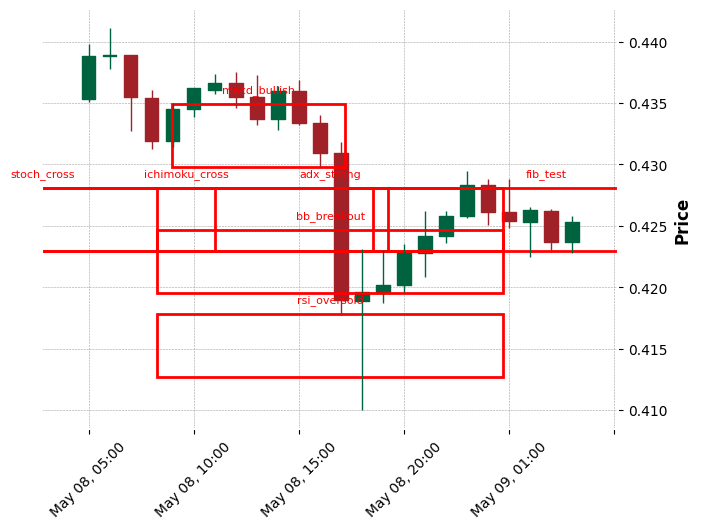 0.440
macd_bullish
0.435
0.430
stoch_cross ichimoku_cross adx_strong fib_test
bb_breakout
0.425
Price
0.420
rsi_oversold
0.415
0.410
May 08, 05:00 May 08, 10:00 May 08, 15:00 May 08, 20:00 May 09, 01:00